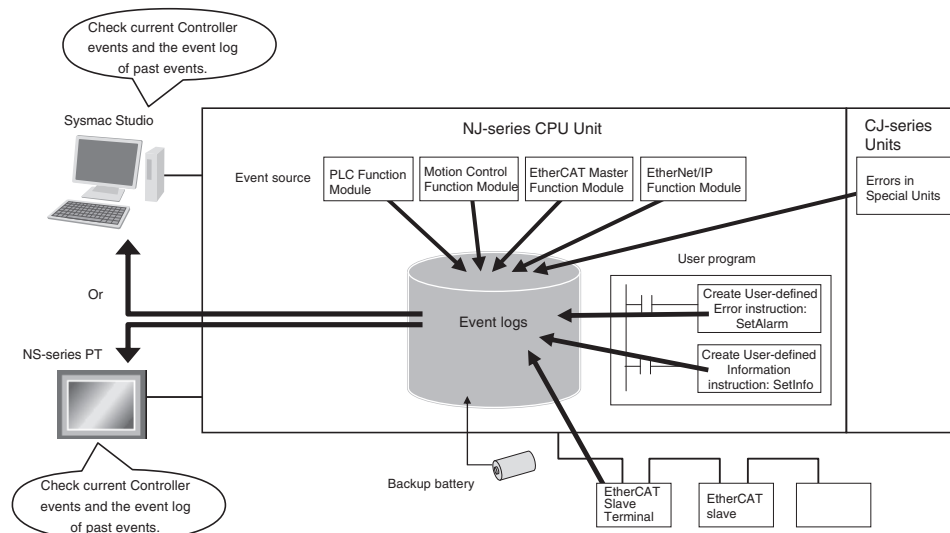 Check current Controller
events and the event log
of past events.
Sysmac Studio
NJ-series CPU Unit
CJ-series
Units
Event source
PLC Function
Module
Motion Control
Function Module
EtherCAT Master
Function Module
EtherNet/IP
Function Module
Errors in
Special Units
User program
Or
Event logs
Create User-defined
Error instruction:
SetAlarm
NS-series PT
Create User-defined
Information
instruction: SetInfo
Check current Controller
events and the event log
of past events.
Backup battery
EtherCAT
Slave
Terminal
EtherCAT
slave